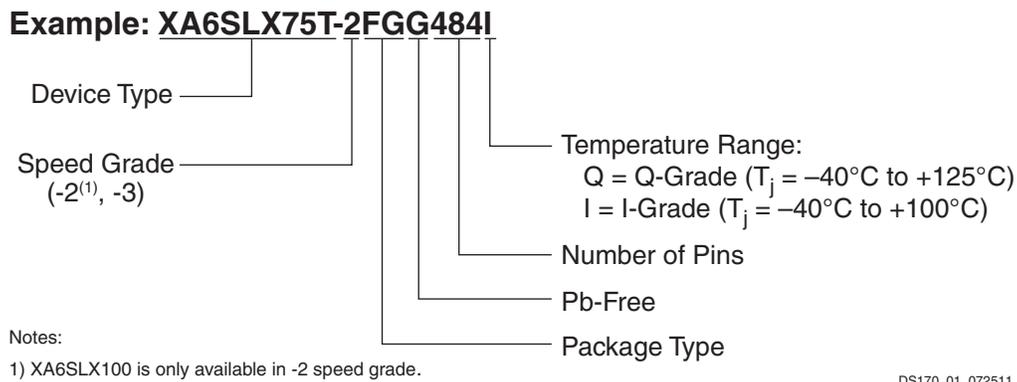 Example: XA6SLX75T-2FGG484I
Device Type
Speed Grade
(-2(1), -3)
Temperature Range:
Q = Q-Grade (Tj = –40°C to +125°C)
I = I-Grade (Tj = –40°C to +100°C)
Number of Pins
Pb-Free
Package Type
Notes:
1) XA6SLX100 is only available in -2 speed grade.
DS170_01_072511